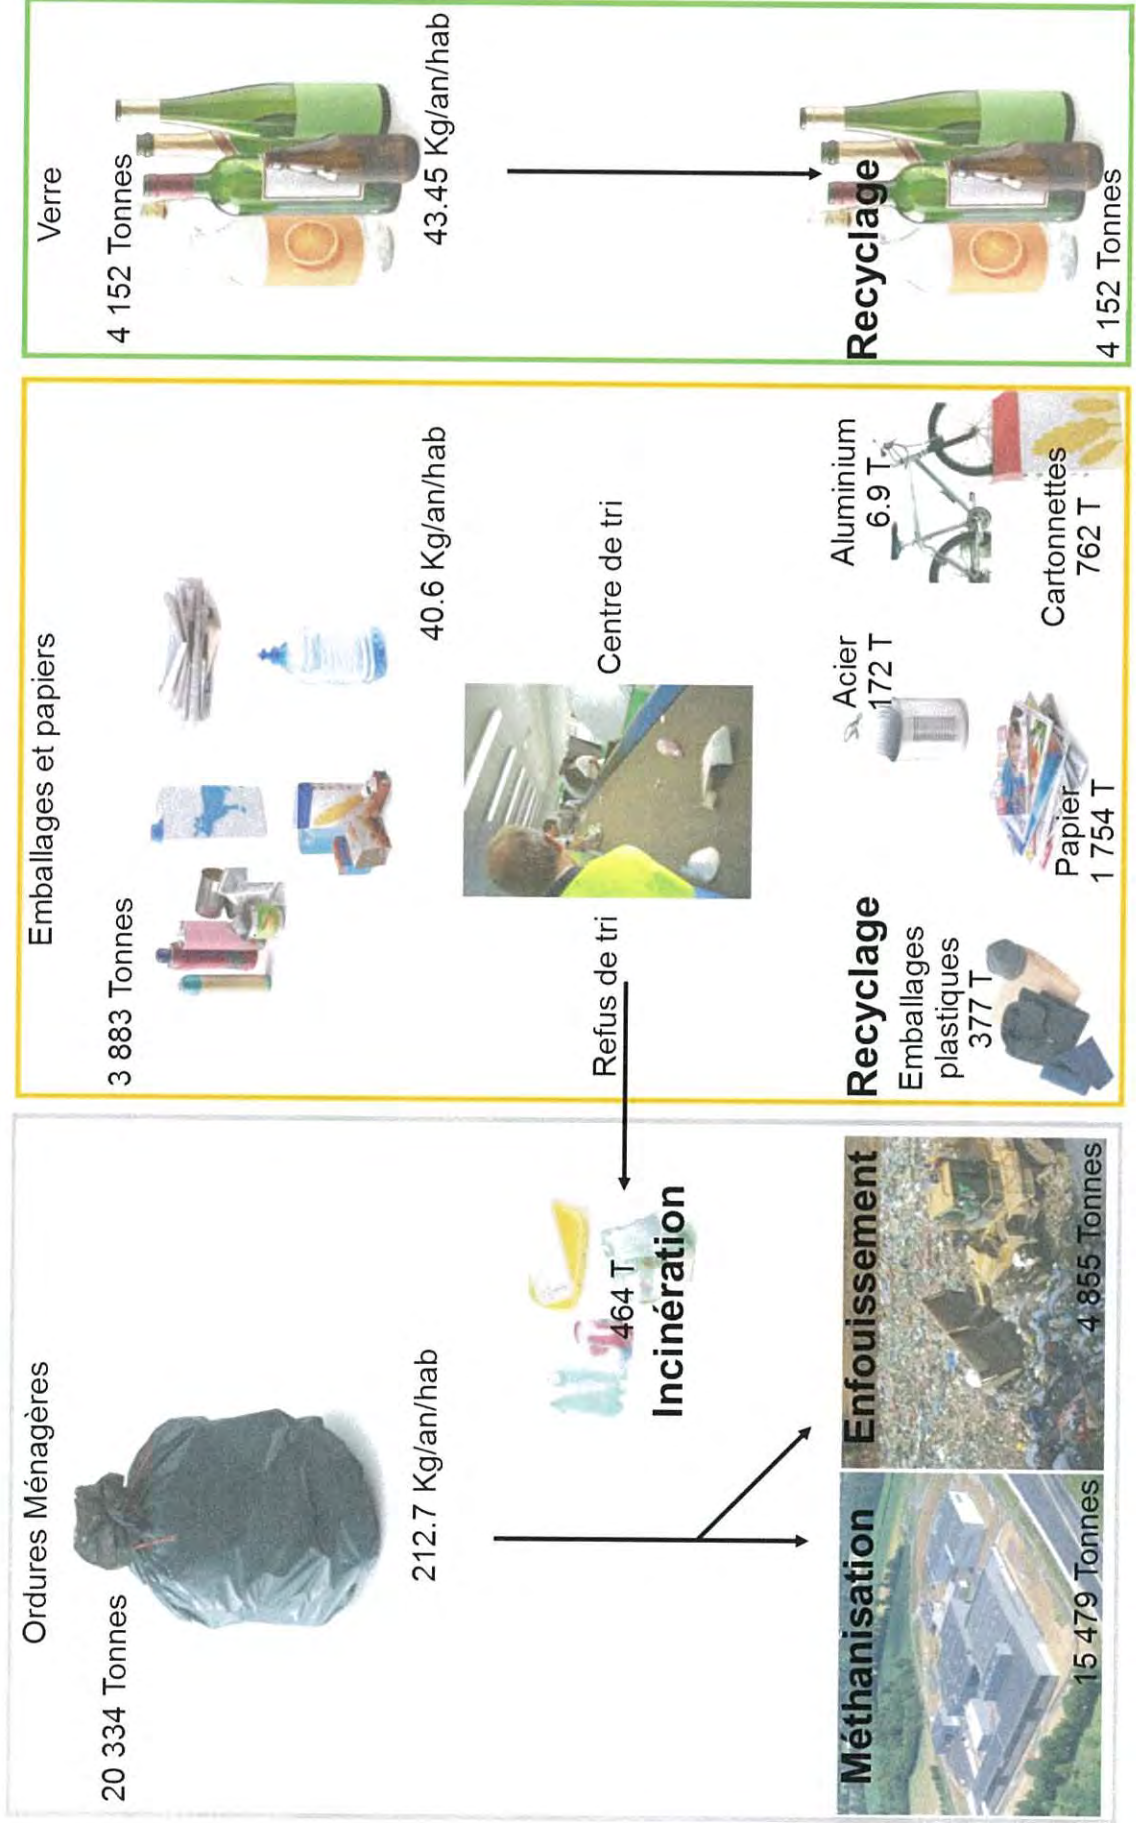 Ordures Ménagères
20 334 Tonnes
212.7 Kg/an/hab
464 T
Incinération
Méthanisation
15 479 Tonnes
Enfouissement
4 855 Tonnes
Emballages et papiers
3 883 Tonnes
40.6 Kg/an/hab
Refus de tri
Centre de tri
Recyclage
Emballages
plastiques
377 T
Acier
172 T
Aluminium
6.9 T
Papier
1 754 T
Cartonnettes
762 T
Verre
4 152 Tonnes
43.45 Kg/an/hab
Recyclage
4 152 Tonnes